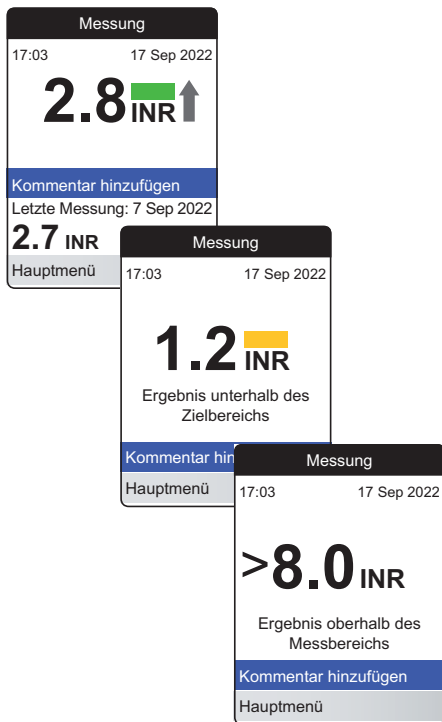 Messung
17:03 17 Sep 2022
2.8 INR
Kommentar hinzufügen
Letzte Messung: 7 Sep 2022
2.7 INR
Hauptmenü
Messung
17:03 17 Sep 2022
1.2 INR
Ergebnis unterhalb des
Zielbereichs
Kommentar hin
Hauptmenü
Messung
17:03 17 Sep 2022
>8.0 INR
Ergebnis oberhalb des
Messbereichs
Kommentar hinzufügen
Hauptmenü